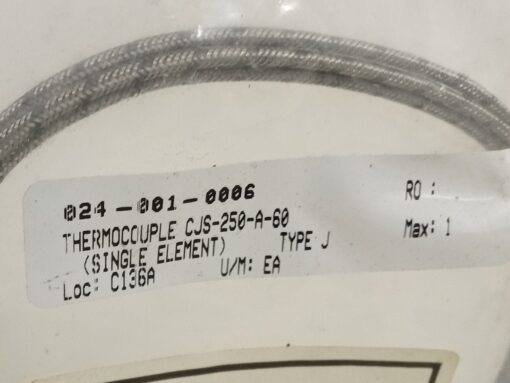 024-001-0006
RO :
THERMOCOUPLE CJS-250-A-60
Max: 1
(SINGLE ELEMENT) TYPE J
Loc: C136A U/M: EA